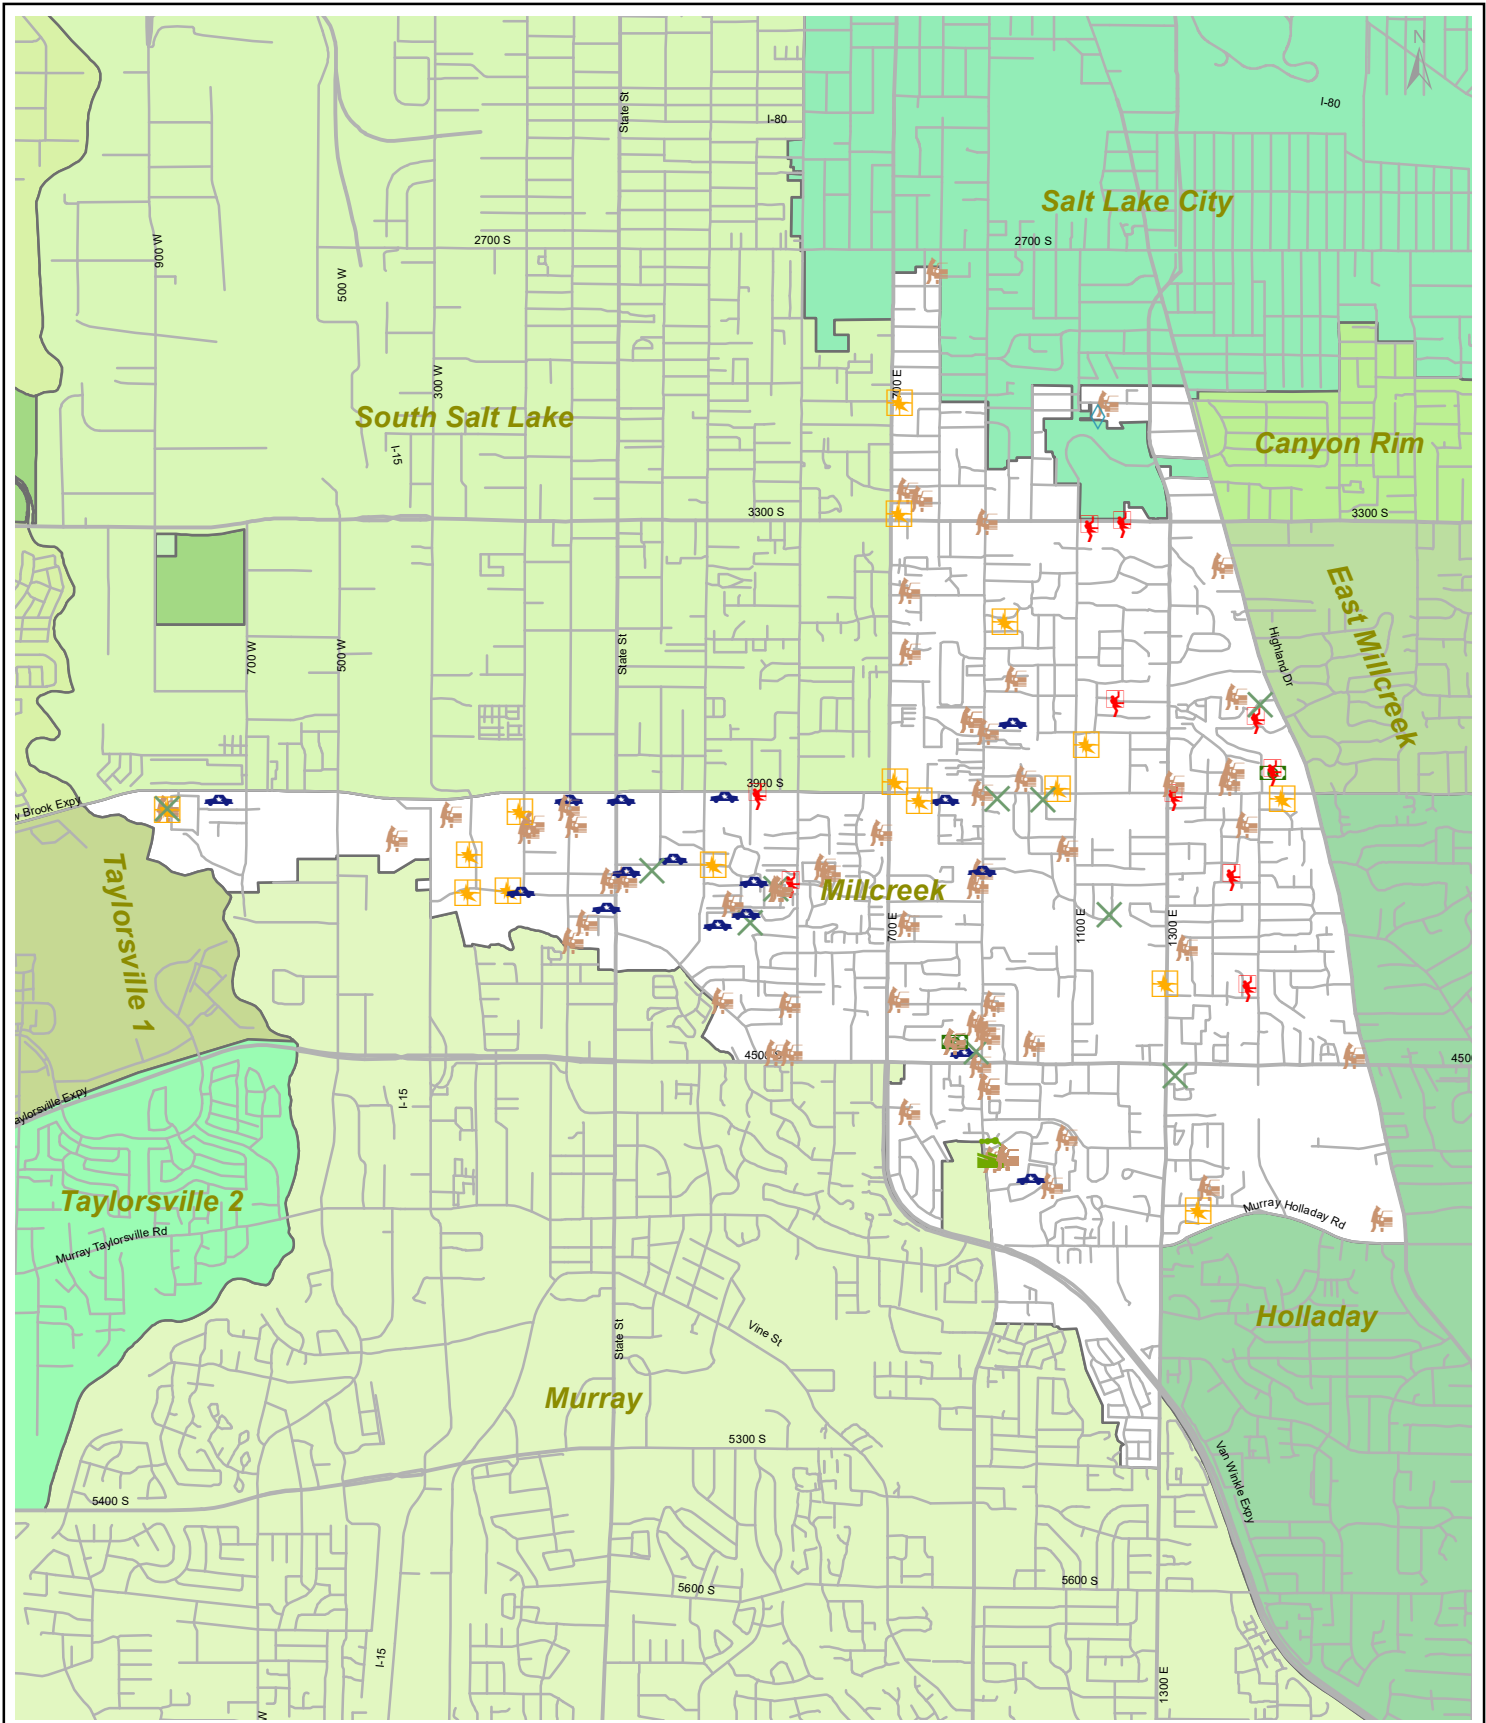 N
I-80
State St
I-80
Salt Lake City
900 W
2700 S
2700 S
500 W
300 W
700 E
South Salt Lake
Canyon Rim
I-15
3300 S
3300 S
East Millcreek
Highland Dr
State St
700 W
500 W
3900 S
w Brook Expy
Taylorsville 1
Millcreek
700 E
1100 E
1300 E
4500 S
450
I-15
aylorsville Expy
Taylorsville 2
Murray Taylorsville Rd
Murray Holladay Rd
Holladay
State St
Vine St
Murray
5300 S
Van Winkle Expy
5400 S
5600 S
5600 S
I-15
1300 E
W